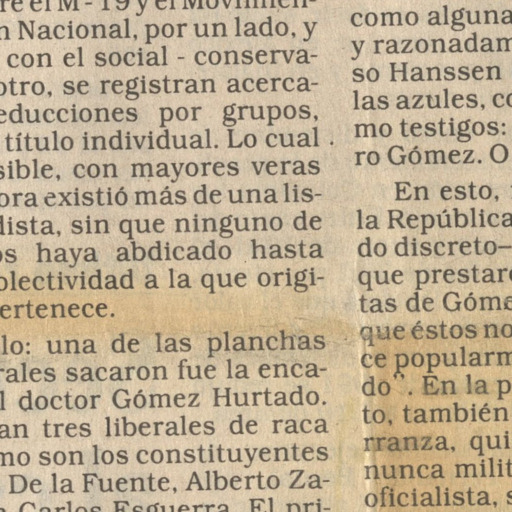 re el M - 19 y el Movimien-
n Nacional, por un lado, y
con el social - conserva-
otro, se registran acerca-
educciones por grupos,
título individual. Lo cual
sible, con mayores veras
ora existió más de una lis-
dista, sin que ninguno de
os haya abdicado hasta
olectividad a la que origi-
ertenece.
lo: una de las planchas
rales sacaron fue la enca-
l doctor Gómez Hurtado.
an tres liberales de raca
mo son los constituyentes
De la Fuente, Alberto Za-
n Carlos Esguerra. El pri-
como alguna
y razonadam
so Hanssen
las azules, co
mo testigos:
ro Gómez. O
En esto,
la República
do discreto—
que prestar
tas de Góme
que éstos no
ce popularm
do". En la p
to, también
rranza, qui
nunca milit
oficialista, s